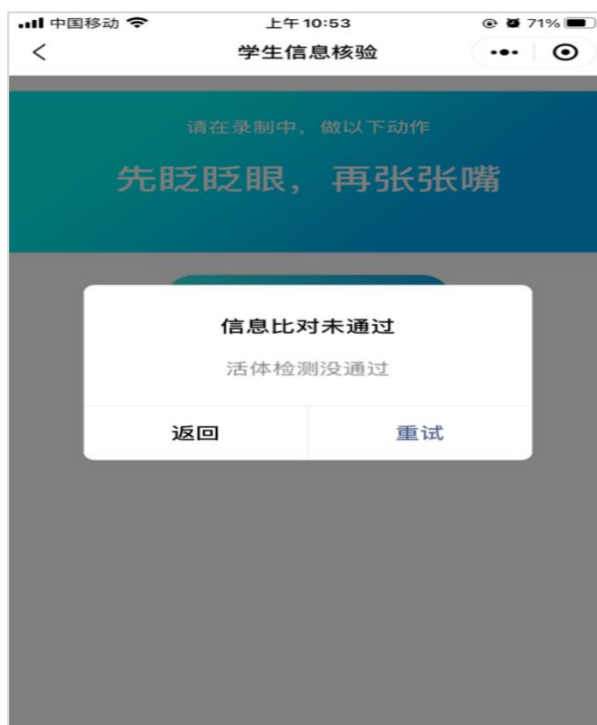 中国移动 上午10:53 71%
学生信息核验
请在录制中，做以下动作
先眨眨眼，再张张嘴
信息比对未通过
活体检测没通过
返回 重试